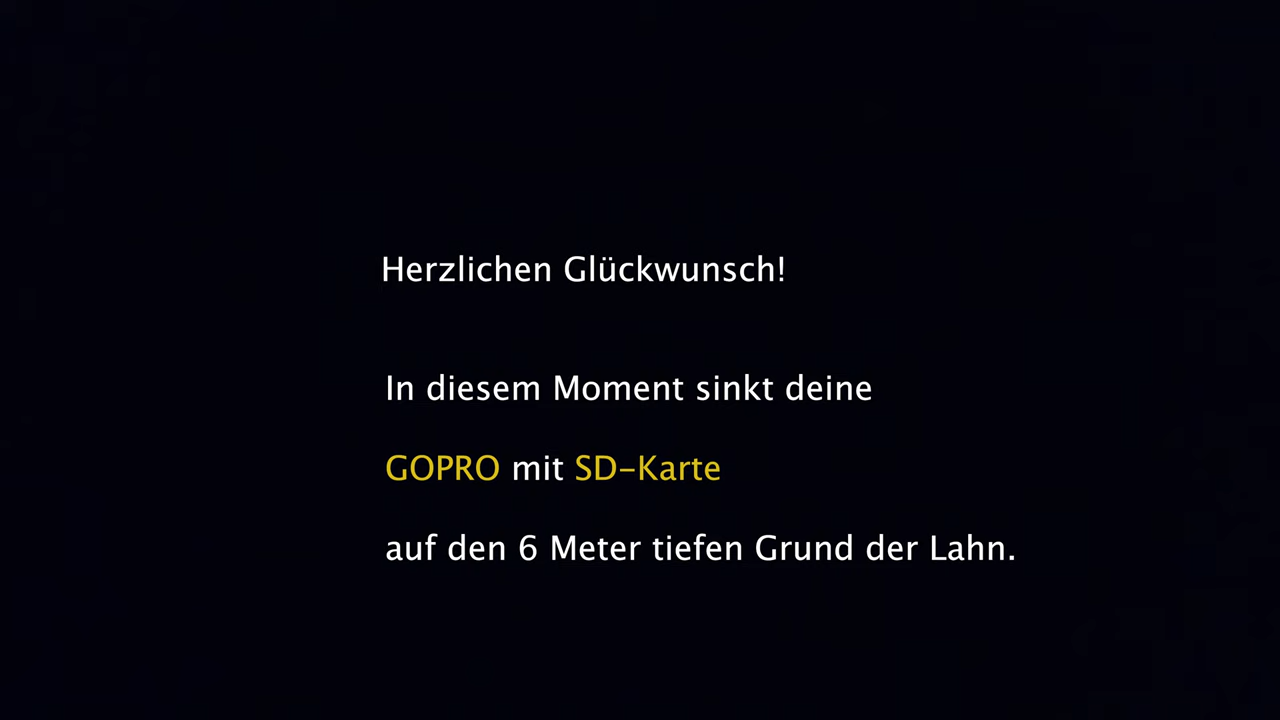 Herzlichen Glückwunsch!
In diesem Moment sinkt deine
GOPRO mit SD-Karte
auf den 6 Meter tiefen Grund der Lahn.